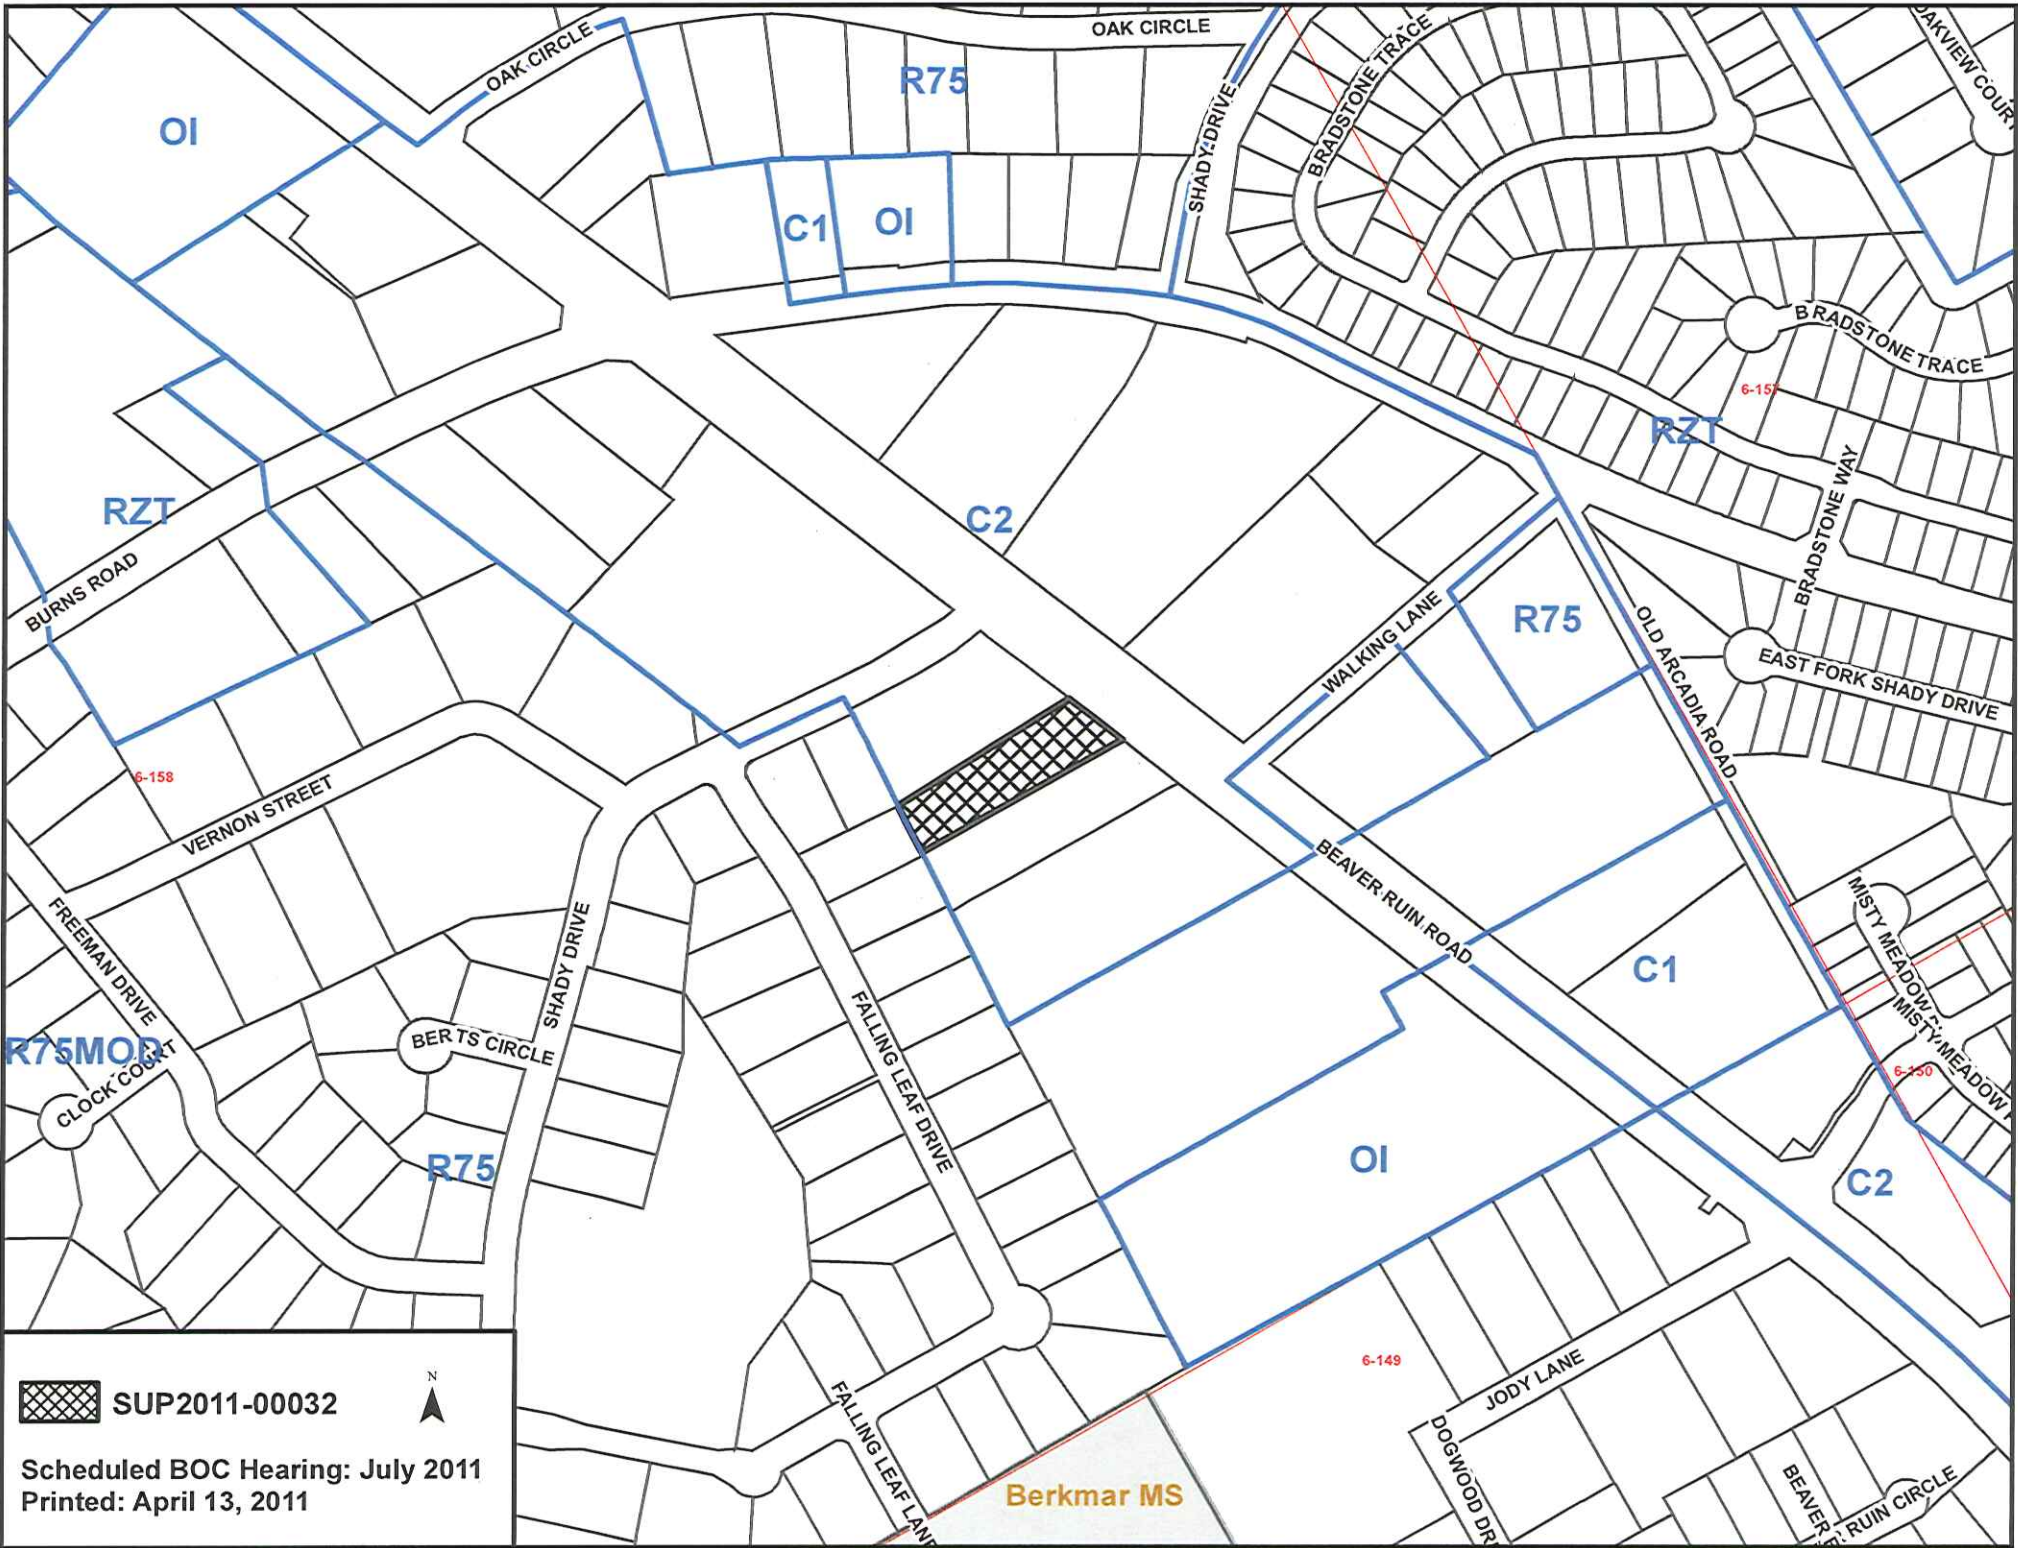 OAK CIRCLE
OAK CIRCLE
R75
BRADSTONE TRACE
OAKVIEW COURT
OI
SHADY DRIVE
C1
OI
BRADSTONE TRACE
6-157
RZT
RZT
C2
BRADSTONE WAY
BURNS ROAD
WALKING LANE
R75
OLD ARCADIA ROAD
EAST FORK SHADY DRIVE
6-158
VERNON STREET
BEAVER RUIN ROAD
MISTY MEADOW
FREEMAN DRIVE
SHADY DRIVE
FALLING LEAF DRIVE
C1
MISTY MEADOW
R75MOD
CLOCK COURT
BERTS CIRCLE
6-150
R75
OI
C2
SUP2011-00032
N
Scheduled BOC Hearing: July 2011
Printed: April 13, 2011
FALLING LEAF LANE
Berkmar MS
6-149
JODY LANE
DOGWOOD
BEAVER
RUIN CIRCLE